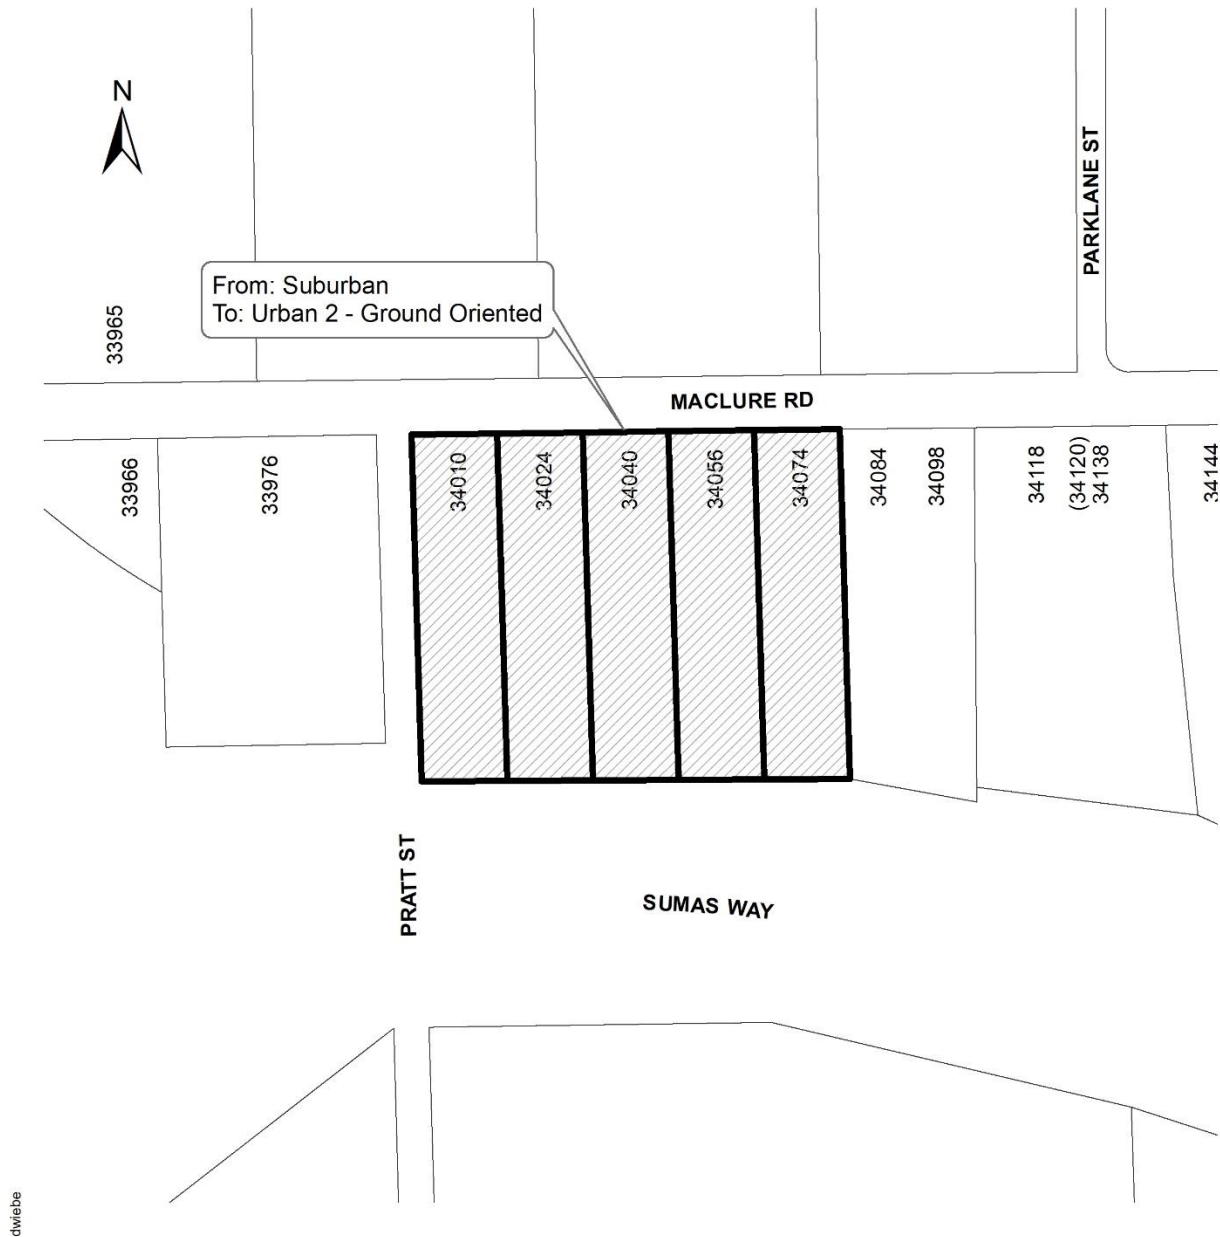 N
PARKLANE ST
From: Suburban
To: Urban 2 - Ground Oriented
33965
MACLURE RD
33966
33976
34010
34024
34040
34056
34074
34084
34098
34118
(34120)
34138
34144
PRATT ST
SUMAS WAY
dwiebe